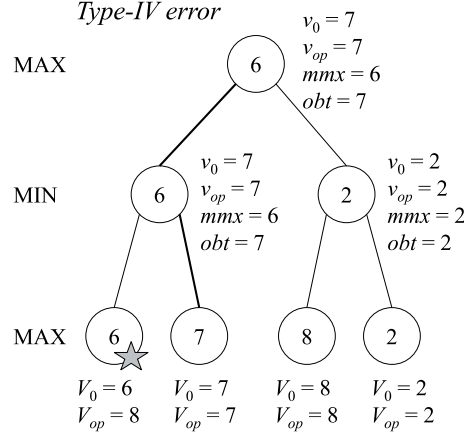 Type-IV error
MAX
6
v0 = 7
vop = 7
mmx = 6
obt = 7
MIN
6
v0 = 7
vop = 7
mmx = 6
obt = 7
2
v0 = 2
vop = 2
mmx = 2
obt = 2
MAX
6
7
8
2
V0 = 6
V0 = 7
V0 = 8
V0 = 2
Vop = 8
Vop = 7
Vop = 8
Vop = 2